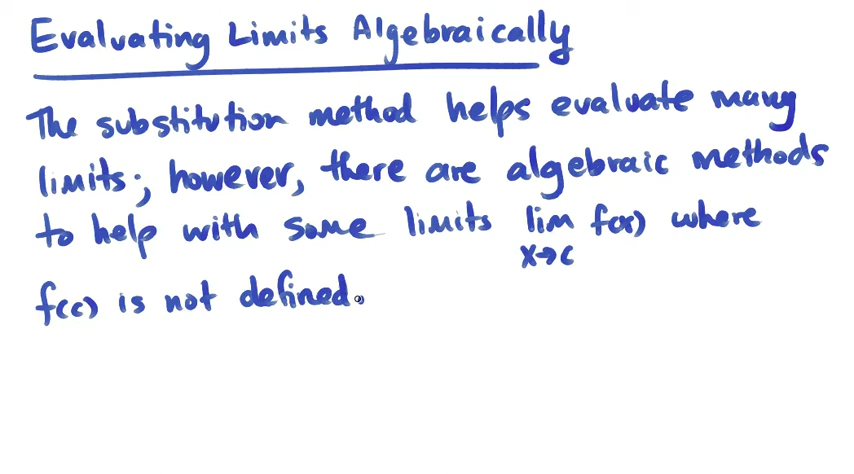 Evaluating Limits Algebraically
The substitution method helps evaluate many
limits; however, there are algebraic methods
to help with some limits lim f(x) where
x→c
f(c) is not defined.